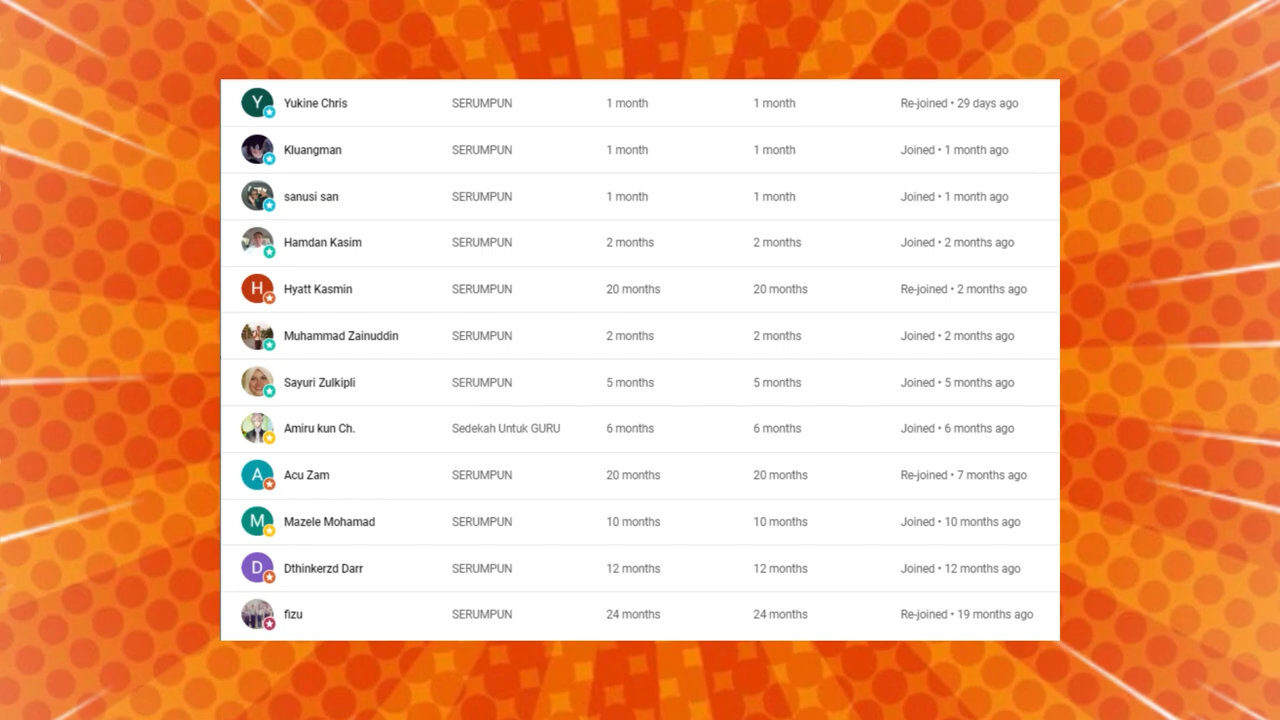 Y Yukine Chris SERUMPUN 1 month 1 month Re-joined • 29 days ago
Kluangman SERUMPUN 1 month 1 month Joined • 1 month ago
sanusi san SERUMPUN 1 month 1 month Joined • 1 month ago
Hamdan Kasim SERUMPUN 2 months 2 months Joined • 2 months ago
H Hyatt Kasmin SERUMPUN 20 months 20 months Re-joined • 2 months ago
Muhammad Zainuddin SERUMPUN 2 months 2 months Joined • 2 months ago
Sayuri Zulkipli SERUMPUN 5 months 5 months Joined • 5 months ago
Amiru kun Ch. Sedekah Untuk GURU 6 months 6 months Joined • 6 months ago
A Acu Zam SERUMPUN 20 months 20 months Re-joined • 7 months ago
M Mazele Mohamad SERUMPUN 10 months 10 months Joined • 10 months ago
D Dthinkerzd Darr SERUMPUN 12 months 12 months Joined • 12 months ago
fizu SERUMPUN 24 months 24 months Re-joined • 19 months ago